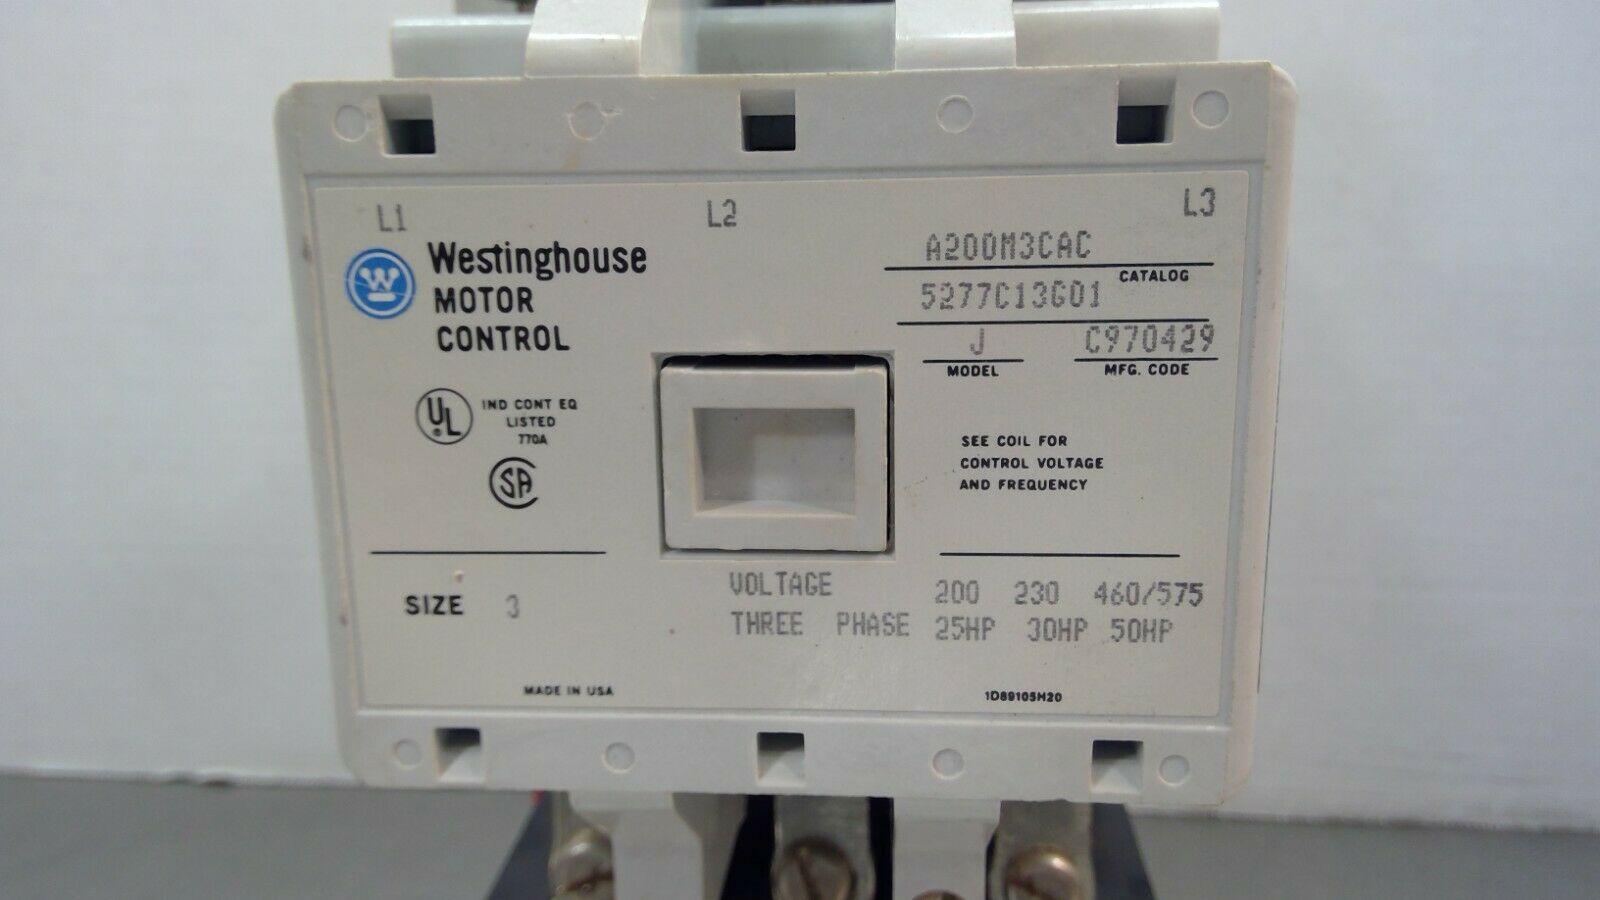 L1 L2 L3
Westinghouse
MOTOR
CONTROL
A200M3CAC
CATALOG
5277C13G01
J C970429
MODEL MFG. CODE
UL
IND CONT EQ
LISTED
770A
SA
SEE COIL FOR
CONTROL VOLTAGE
AND FREQUENCY
SIZE 3
VOLTAGE 200 230 460/575
THREE PHASE 25HP 30HP 50HP
MADE IN USA
1D89105H20